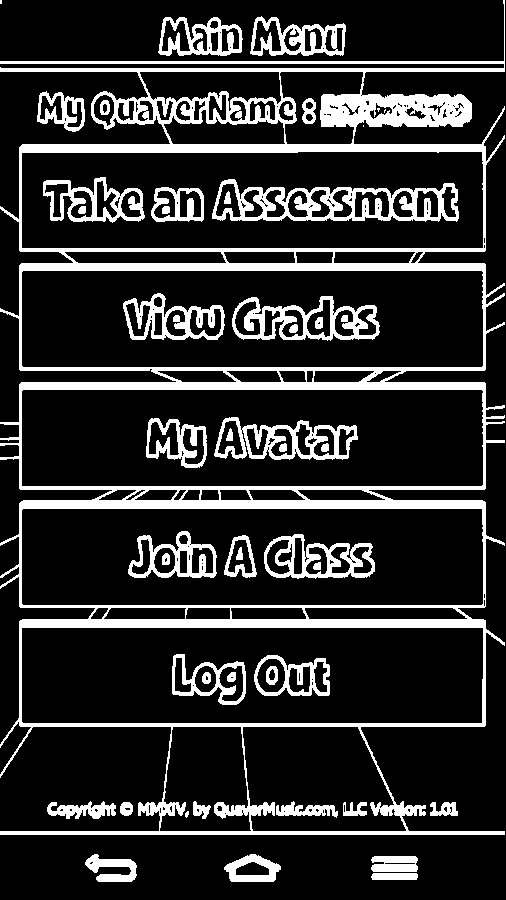 Main Menu
My QuaverName :
Take an Assessment
View Grades
My Avatar
Join A Class
Log Out
Copyright © MMXIV, by QuaverMusic.com, LLC Version: 1.01